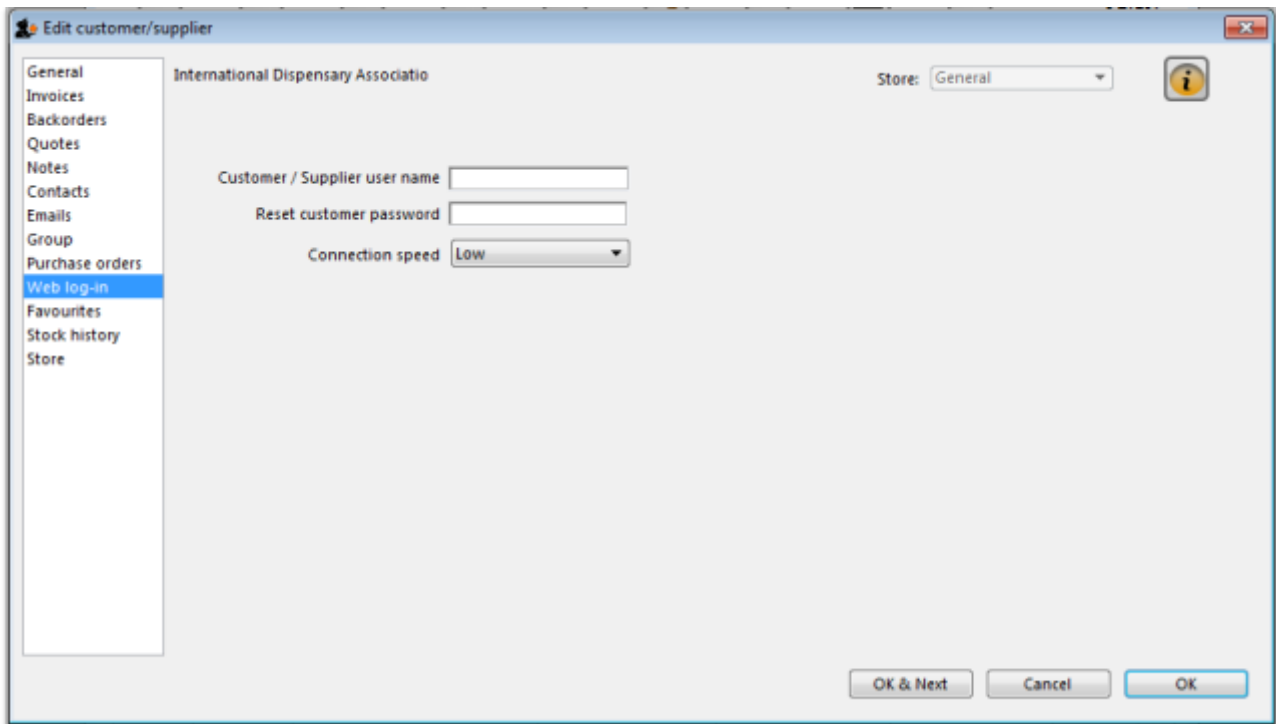 Edit customer/supplier
General
Invoices
Backorders
Quotes
Notes
Contacts
Emails
Group
Purchase orders
Web log-in
Favourites
Stock history
Store
International Dispensary Associatio
Store: General
i
Customer / Supplier user name
Reset customer password
Connection speed Low
OK & Next Cancel OK